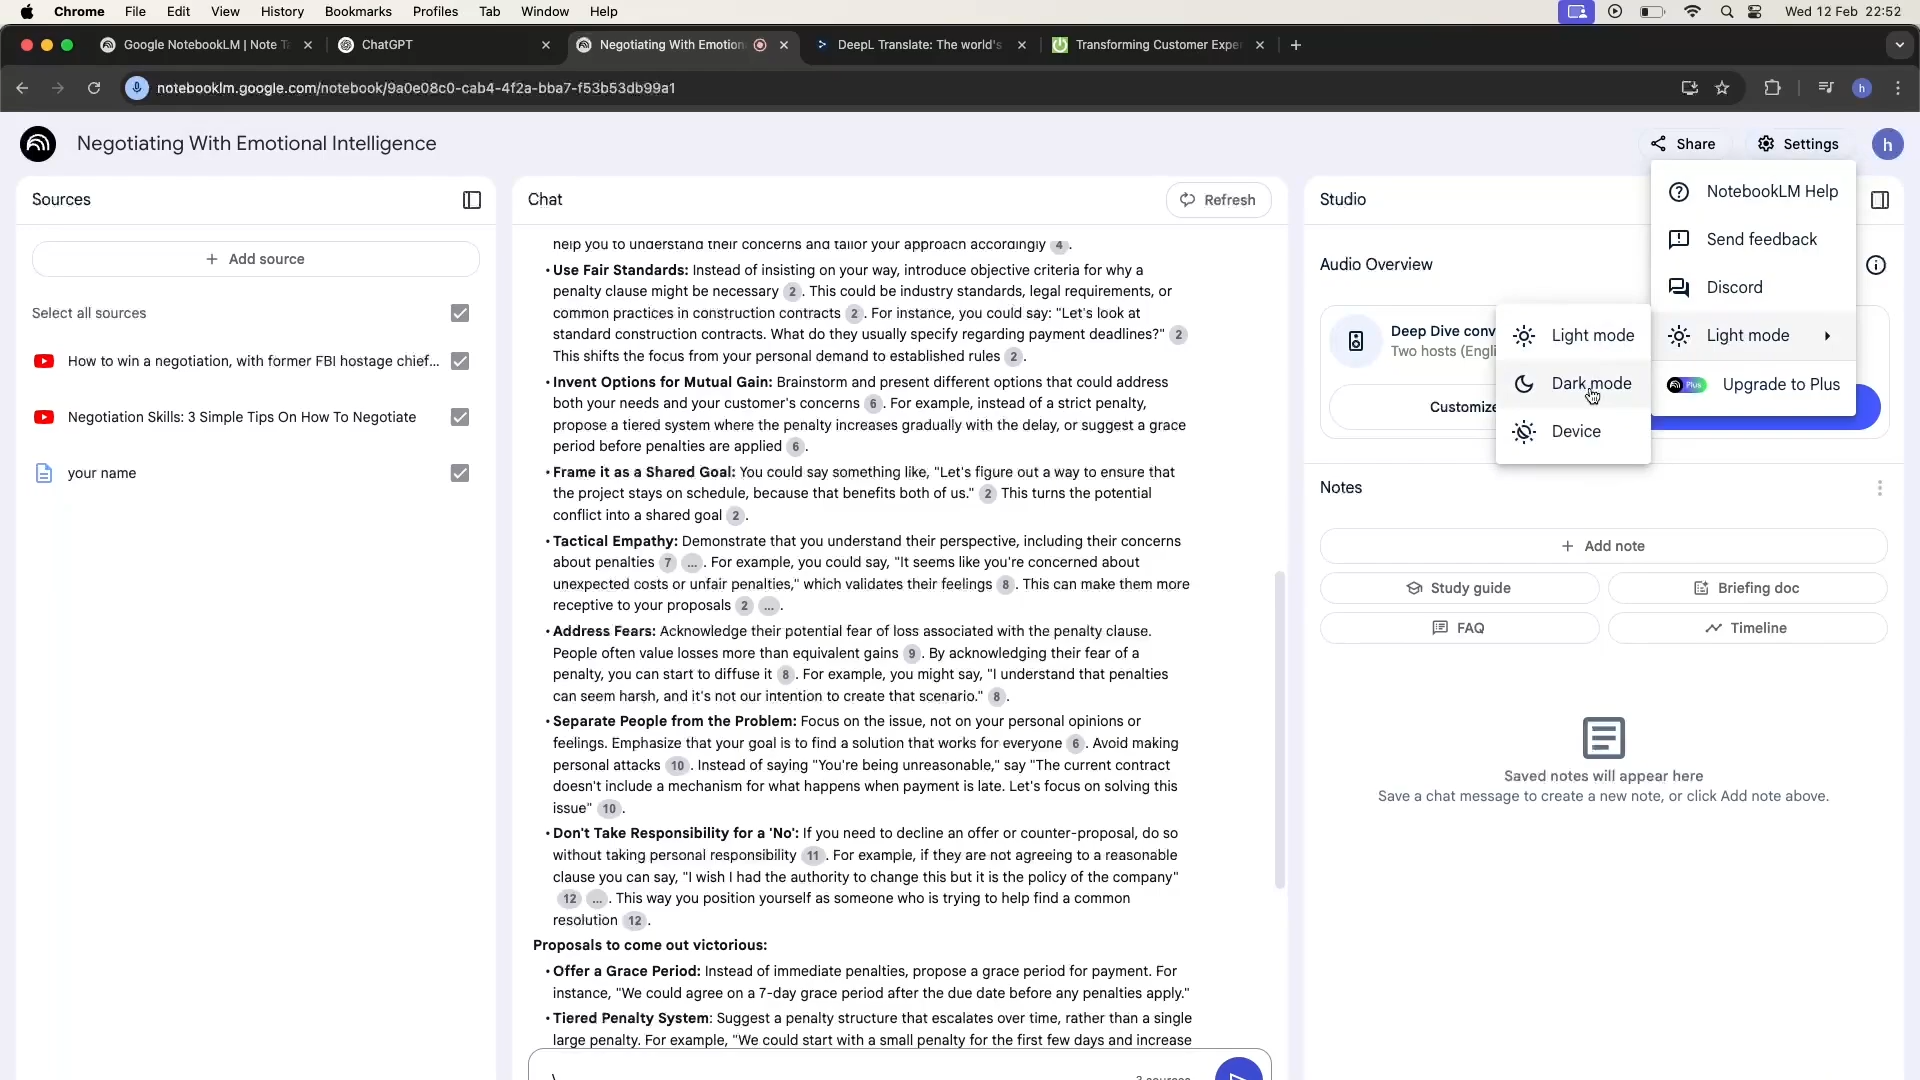 Chrome File Edit View History Bookmarks Profiles Tab Window Help Wed 12 Feb 22:52
Google NotebookLM | Note Ta ChatGPT Negotiating With Emotion DeepL Translate: The world's Transforming Customer Expe
notebooklm.google.com/notebook/9a0e08c0-cab4-4f2a-bba7-f53b53db99a1 h
Negotiating With Emotional Intelligence
Share Settings h
Sources
Add source
Select all sources
How to win a negotiation, with former FBI hostage chief...
Negotiation Skills: 3 Simple Tips On How To Negotiate
your name
Chat
Refresh
help you to understand their concerns and tailor your approach accordingly 4 .
• Use Fair Standards: Instead of insisting on your way, introduce objective criteria for why a
penalty clause might be necessary 2 . This could be industry standards, legal requirements, or
common practices in construction contracts 2 . For instance, you could say: "Let's look at
standard construction contracts. What do they usually specify regarding payment deadlines?" 2
This shifts the focus from your personal demand to established rules 2 .
• Invent Options for Mutual Gain: Brainstorm and present different options that could address
both your needs and your customer's concerns 6 . For example, instead of a strict penalty,
propose a tiered system where the penalty increases gradually with the delay, or suggest a grace
period before penalties are applied 6 .
• Frame it as a Shared Goal: You could say something like, "Let's figure out a way to ensure that
the project stays on schedule, because that benefits both of us." 2 This turns the potential
conflict into a shared goal 2 .
• Tactical Empathy: Demonstrate that you understand their perspective, including their concerns
about penalties 7 ... . For example, you could say, "It seems like you're concerned about
unexpected costs or unfair penalties," which validates their feelings 8 . This can make them more
receptive to your proposals 2 ... .
• Address Fears: Acknowledge their potential fear of loss associated with the penalty clause.
People often value losses more than equivalent gains 9 . By acknowledging their fear of a
penalty, you can start to diffuse it 8 . For example, you might say, "I understand that penalties
can seem harsh, and it's not our intention to create that scenario." 8 .
• Separate People from the Problem: Focus on the issue, not on your personal opinions or
feelings. Emphasize that your goal is to find a solution that works for everyone 6 . Avoid making
personal attacks 10 . Instead of saying "You're being unreasonable," say "The current contract
doesn't include a mechanism for what happens when payment is late. Let's focus on solving this
issue" 10 .
• Don't Take Responsibility for a 'No': If you need to decline an offer or counter-proposal, do so
without taking personal responsibility 11 . For example, if they are not agreeing to a reasonable
clause you can say, "I wish I had the authority to change this but it is the policy of the company"
12 ... . This way you position yourself as someone who is trying to help find a common
resolution 12 .
Proposals to come out victorious:
• Offer a Grace Period: Instead of immediate penalties, propose a grace period for payment. For
instance, "We could agree on a 7-day grace period after the due date before any penalties apply."
• Tiered Penalty System: Suggest a penalty structure that escalates over time, rather than a single
large penalty. For example, "We could start with a small penalty for the first few days and increase
Studio
Audio Overview
Deep Dive conv
Two hosts (Engli
Customize
NotebookLM Help
Send feedback
Discord
Light mode
Plus Upgrade to Plus
Light mode
Dark mode
Device
Notes
Add note
Study guide Briefing doc
FAQ Timeline
Saved notes will appear here
Save a chat message to create a new note, or click Add note above.